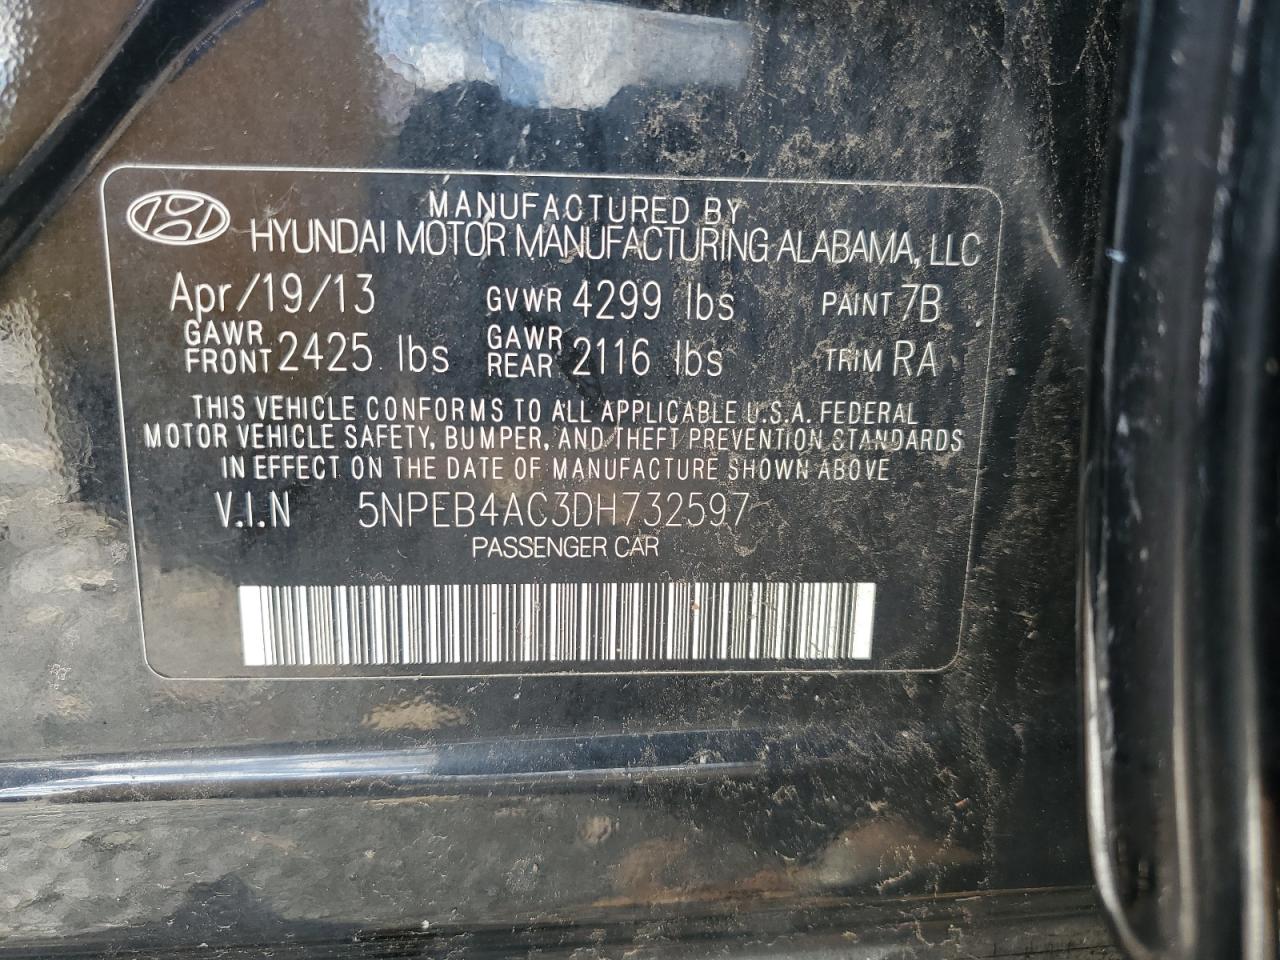 MANUFACTURED BY
HYUNDAI MOTOR MANUFACTURING ALABAMA, LLC
Apr/19/13 GVWR 4299 lbs PAINT 7B
GAWR FRONT 2425 lbs GAWR REAR 2116 lbs TRIM RA
THIS VEHICLE CONFORMS TO ALL APPLICABLE U.S.A. FEDERAL
MOTOR VEHICLE SAFETY, BUMPER, AND THEFT PREVENTION STANDARDS
IN EFFECT ON THE DATE OF MANUFACTURE SHOWN ABOVE
V.I.N 5NPEB4AC3DH732597
PASSENGER CAR